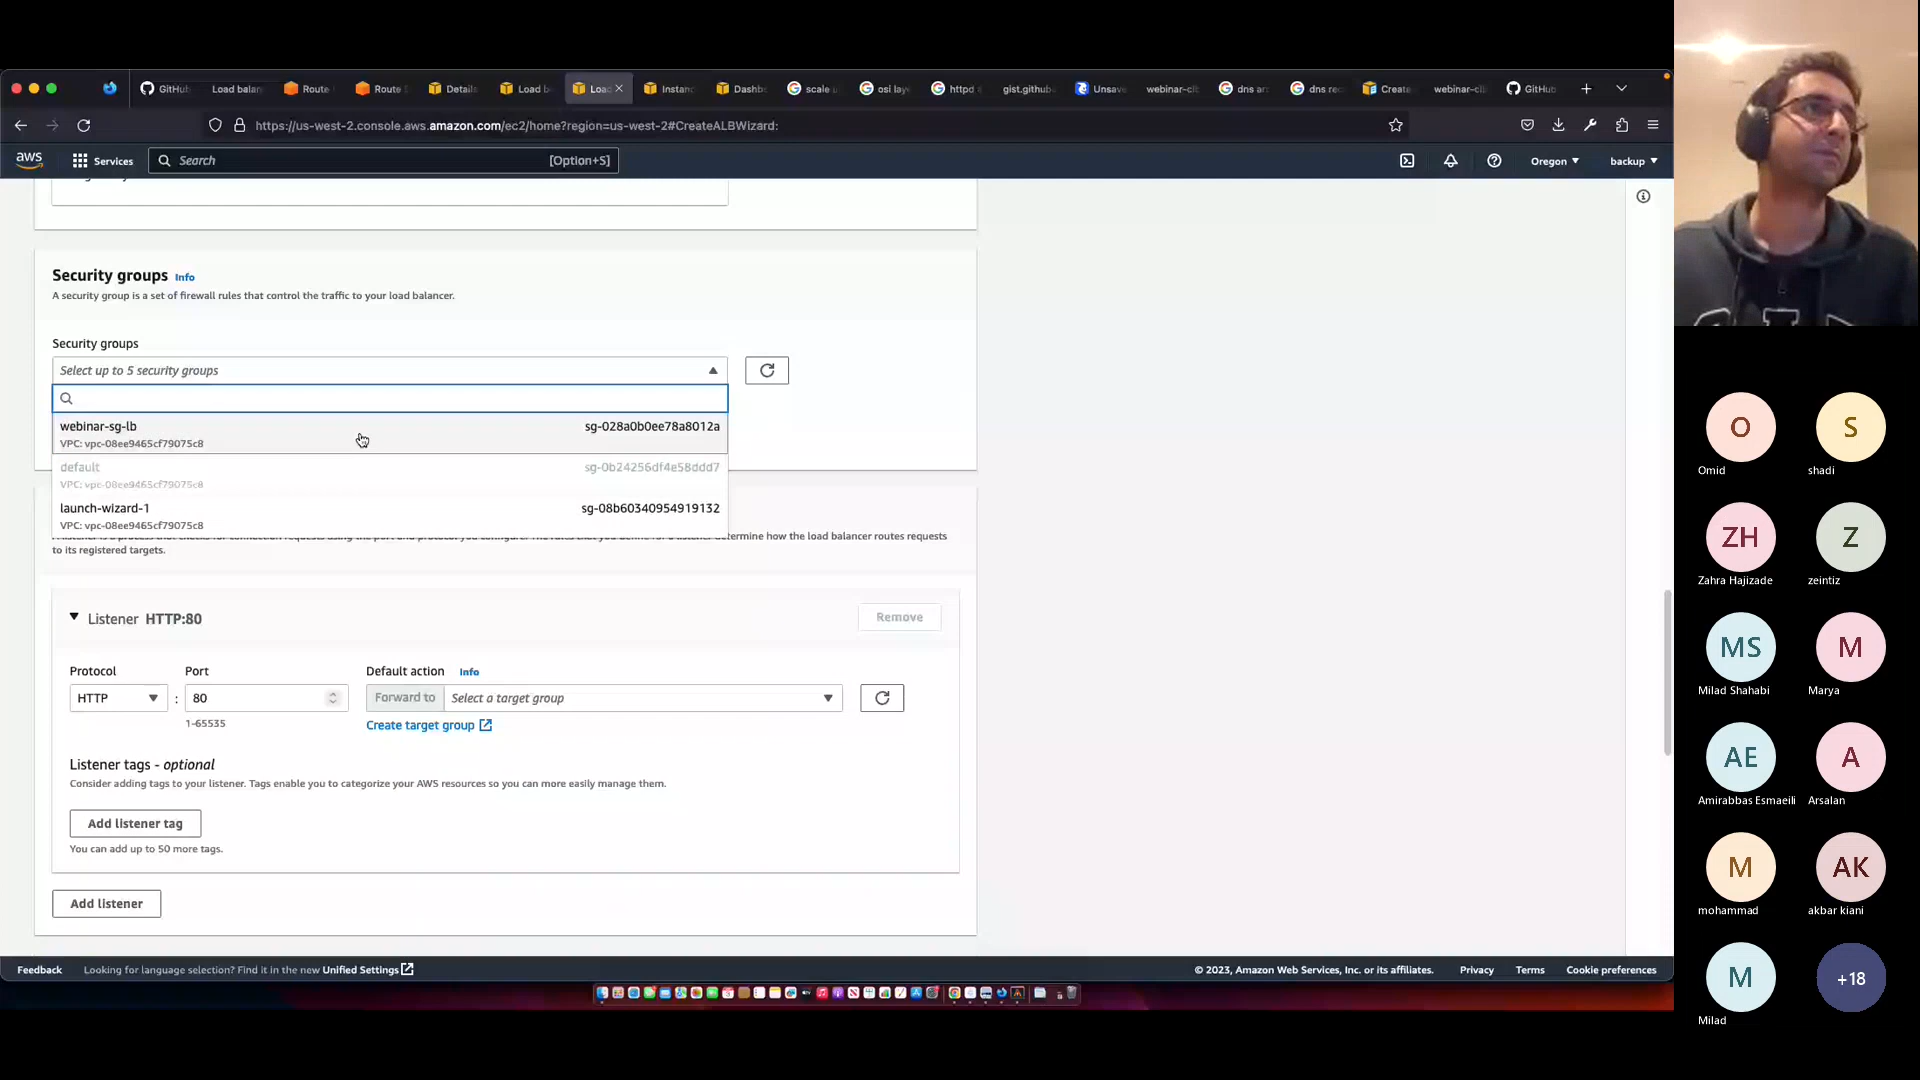 GitHub
Load balan
Route
Route
Details
Load b
Load
Instanc
Dashb
scale u
osi lay
httpd
gist.github
Unsave
webinar-clb
dns ar
dns rec
Create
webinar-cl
GitHub
https://us-west-2.console.aws.amazon.com/ec2/home?region=us-west-2#CreateALBWizard:
aws
Services
Search
[Option+S]
Oregon
backup
Security groups Info
A security group is a set of firewall rules that control the traffic to your load balancer.
Security groups
Select up to 5 security groups
webinar-sg-lb sg-028a0b0ee78a8012a
VPC: vpc-08ee9465cf79075c8
default sg-0b24256df4e58ddd7
VPC: vpc-08ee9465cf79075c8
launch-wizard-1 sg-08b60340954919132
VPC: vpc-08ee9465cf79075c8
determine how the load balancer routes requests
to its registered targets.
Listener HTTP:80
Remove
Protocol Port Default action Info
HTTP : 80 Forward to Select a target group
1-65535 Create target group
Listener tags - optional
Consider adding tags to your listener. Tags enable you to categorize your AWS resources so you can more easily manage them.
Add listener tag
You can add up to 50 more tags.
Add listener
Feedback Looking for language selection? Find it in the new Unified Settings
© 2023, Amazon Web Services, Inc. or its affiliates. Privacy Terms Cookie preferences
O
Omid
S
shadi
ZH
Zahra Hajizade
Z
zeintiz
MS
Milad Shahabi
M
Marya
AE
Amirabbas Esmaeili
A
Arsalan
M
mohammad
AK
akbar kiani
M
Milad
+18